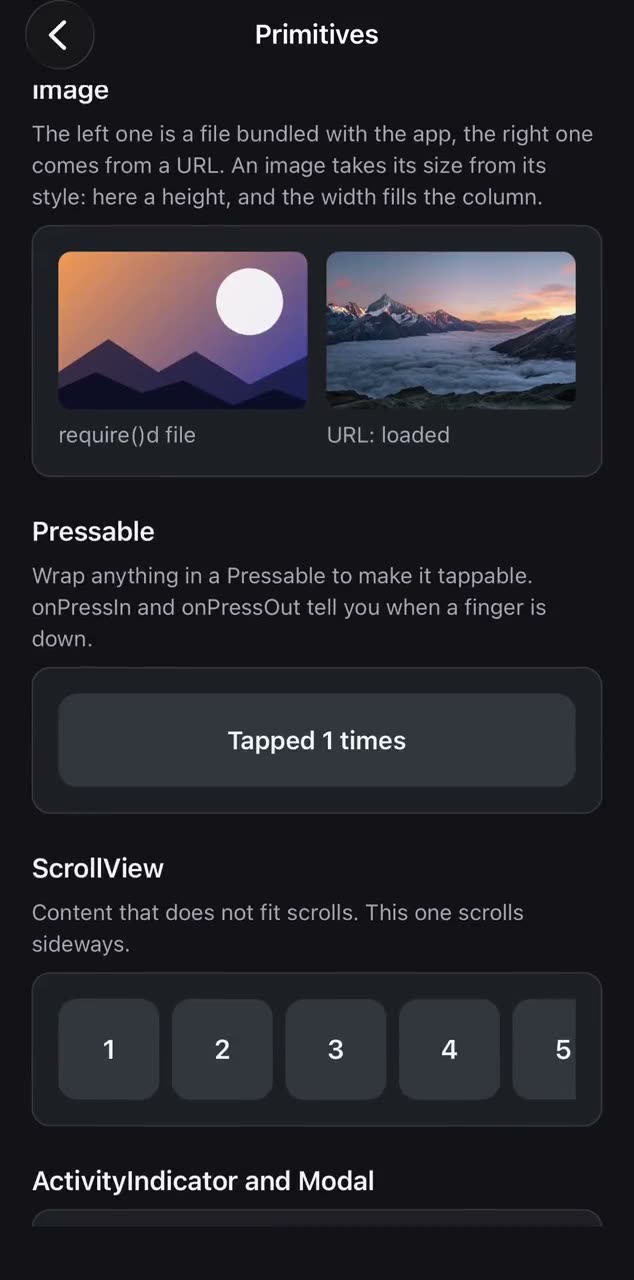 Primitives
Image
The left one is a file bundled with the app, the right one
comes from a URL. An image takes its size from its
style: here a height, and the width fills the column.
require()d file
URL: loaded
Pressable
Wrap anything in a Pressable to make it tappable.
onPressIn and onPressOut tell you when a finger is
down.
Tapped 1 times
ScrollView
Content that does not fit scrolls. This one scrolls
sideways.
1 2 3 4 5
ActivityIndicator and Modal